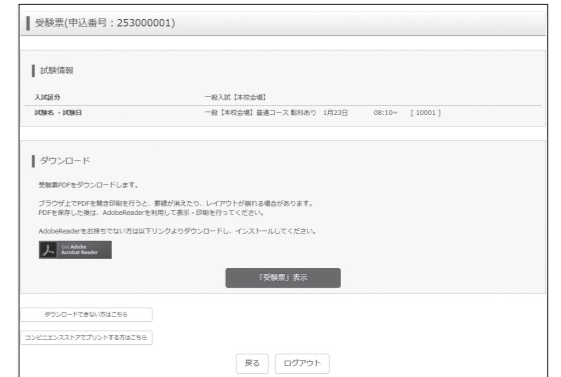 受験票(申込番号：253000001)
試験情報
入試区分 一般入試【本校会場】
試験名 ・試験日 一般【本校会場】普通コース 転科あり 1月23日 08:10～ [ 10001 ]
ダウンロード
受験票PDFをダウンロードします。
ブラウザ上でPDFを開き印刷を行うと、罫線が消えたり、レイアウトが崩れる場合があります。
PDFを保存した後は、AdobeReaderを利用して表示・印刷を行ってください。
AdobeReaderをお持ちでない方は以下リンクよりダウンロードし、インストールしてください。
Get Adobe
Acrobat Reader
「受験票」表示
ダウンロードできない方はこちら
コンビニエンスストアでプリントする方はこちら
戻る ログアウト